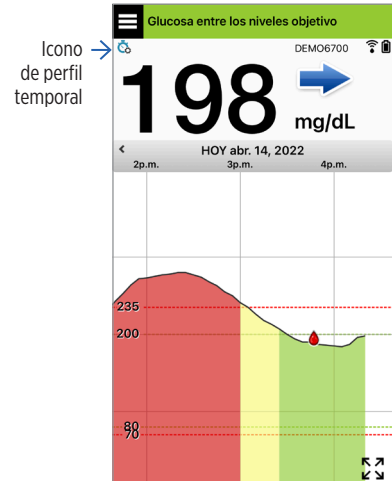 Glucosa entre los niveles objetivo
Icono
de perfil
temporal
DEMO6700
198
mg/dL
HOY abr. 14, 2022
2p.m. 3p.m. 4p.m.
235
200
80
70